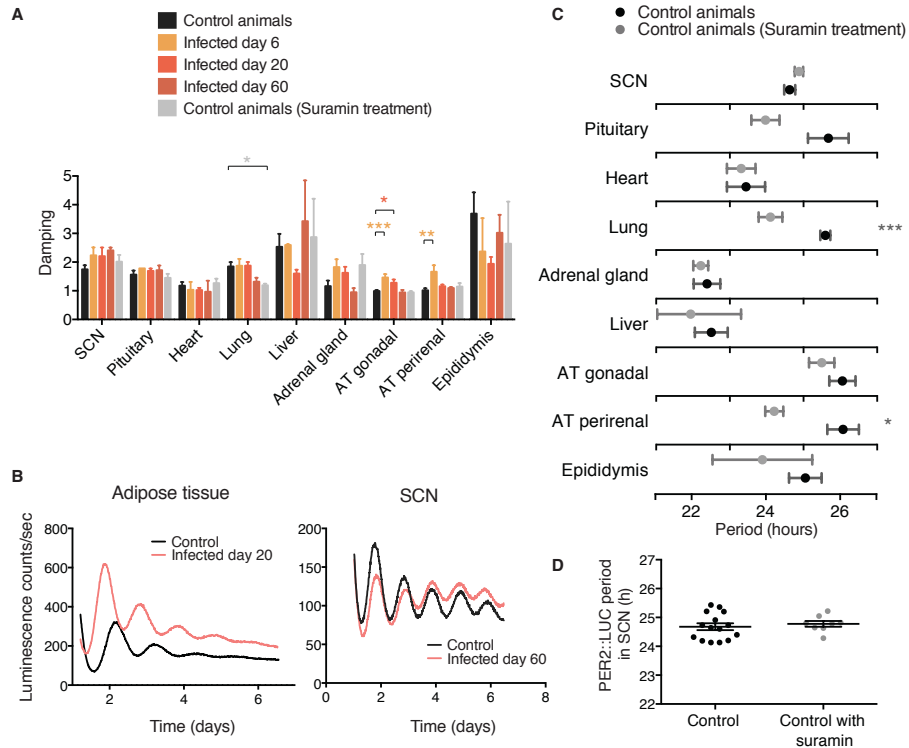 A
Control animals
Infected day 6
Infected day 20
Infected day 60
Control animals (Suramin treatment)
*
***
*
**
Damping
5
4
3
2
1
0
SCN
Pituitary
Heart
Lung
Liver
Adrenal gland
AT gonadal
AT perirenal
Epididymis
B
Adipose tissue
Luminescence counts/sec
800
600
400
200
0
Control
Infected day 20
2
4
6
Time (days)
SCN
200
150
100
50
0
Control
Infected day 60
0
2
4
6
8
Time (days)
C
Control animals
Control animals (Suramin treatment)
SCN
Pituitary
Heart
Lung
***
Adrenal gland
Liver
AT gonadal
AT perirenal
*
Epididymis
22
24
26
Period (hours)
D
PER2::LUC period
in SCN (h)
27
26
25
24
23
22
Control
Control with
suramin